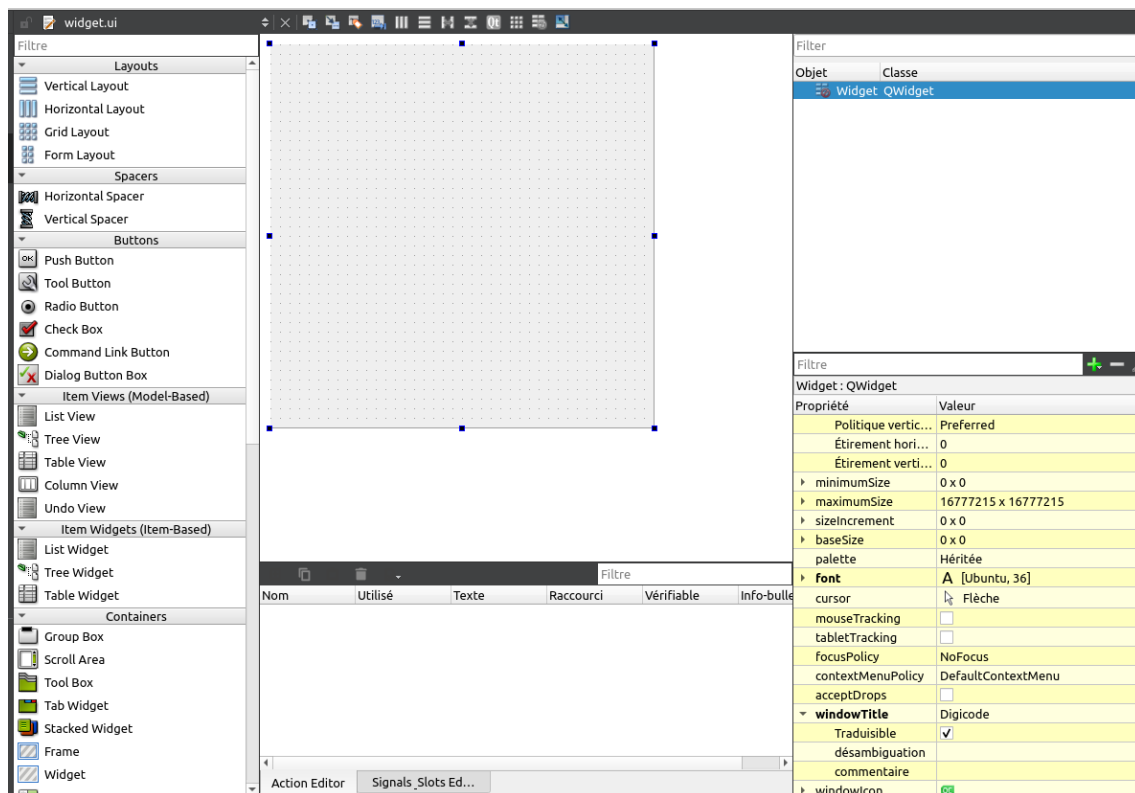 widget.ui
Filtre
Layouts
Vertical Layout
Horizontal Layout
Grid Layout
Form Layout
Spacers
Horizontal Spacer
Vertical Spacer
Buttons
OK Push Button
Tool Button
Radio Button
Check Box
Command Link Button
Dialog Button Box
Item Views (Model-Based)
List View
Tree View
Table View
Column View
Undo View
Item Widgets (Item-Based)
List Widget
Tree Widget
Table Widget
Containers
Group Box
Scroll Area
Tool Box
Tab Widget
Stacked Widget
Frame
Widget
Qt
Filtre
Nom Utilisé Texte Raccourci Vérifiable Info-bulle
Action Editor Signals_Slots Ed...
Filter
Objet Classe
Widget QWidget
Filtre
Widget : QWidget
Propriété Valeur
Politique vertic... Preferred
Étirement hori... 0
Étirement verti... 0
minimumSize 0 x 0
maximumSize 16777215 x 16777215
sizeIncrement 0 x 0
baseSize 0 x 0
palette Héritée
font A [Ubuntu, 36]
cursor Flèche
mouseTracking
tabletTracking
focusPolicy NoFocus
contextMenuPolicy DefaultContextMenu
acceptDrops
windowTitle Digicode
Traduisible
désambiguation
commentaire
windowIcon